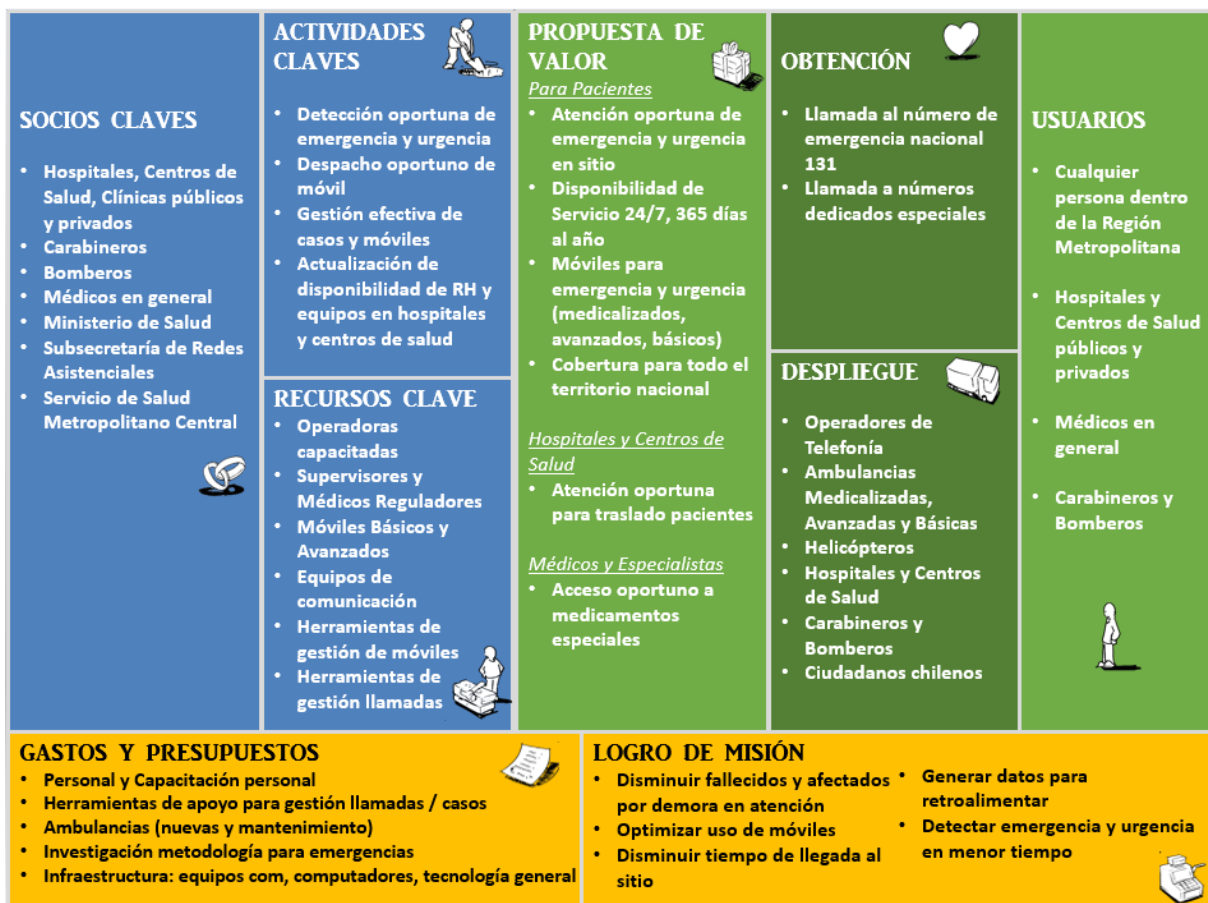 SOCIOS CLAVES
• Hospitales, Centros de
Salud, Clínicas públicos
y privados
• Carabineros
• Bomberos
• Médicos en general
• Ministerio de Salud
• Subsecretaría de Redes
Asistenciales
• Servicio de Salud
Metropolitano Central
ACTIVIDADES
CLAVES
• Detección oportuna de
emergencia y urgencia
• Despacho oportuno de
móvil
• Gestión efectiva de
casos y móviles
• Actualización de
disponibilidad de RH y
equipos en hospitales
y centros de salud
RECURSOS CLAVE
• Operadoras
capacitadas
• Supervisores y
Médicos Reguladores
• Móviles Básicos y
Avanzados
• Equipos de
comunicación
• Herramientas de
gestión de móviles
• Herramientas de
gestión llamadas
PROPUESTA DE
VALOR
Para Pacientes
• Atención oportuna de
emergencia y urgencia
en sitio
• Disponibilidad de
Servicio 24/7, 365 días
al año
• Móviles para
emergencia y urgencia
(medicalizados,
avanzados, básicos)
• Cobertura para todo el
territorio nacional
Hospitales y Centros de
Salud
• Atención oportuna
para traslado pacientes
Médicos y Especialistas
• Acceso oportuno a
medicamentos
especiales
OBTENCIÓN
• Llamada al número de
emergencia nacional
131
• Llamada a números
dedicados especiales
DESPLIEGUE
• Operadores de
Telefonía
• Ambulancias
Medicalizadas,
Avanzadas y Básicas
• Helicópteros
• Hospitales y Centros
de Salud
• Carabineros y
Bomberos
• Ciudadanos chilenos
USUARIOS
• Cualquier
persona dentro
de la Región
Metropolitana
• Hospitales y
Centros de Salud
públicos y
privados
• Médicos en
general
• Carabineros y
Bomberos
GASTOS Y PRESUPUESTOS
• Personal y Capacitación personal
• Herramientas de apoyo para gestión llamadas / casos
• Ambulancias (nuevas y mantenimiento)
• Investigación metodología para emergencias
• Infraestructura: equipos com, computadores, tecnología general
LOGRO DE MISIÓN
• Disminuir fallecidos y afectados
por demora en atención
• Optimizar uso de móviles
• Disminuir tiempo de llegada al
sitio
• Generar datos para
retroalimentar
• Detectar emergencia y urgencia
en menor tiempo